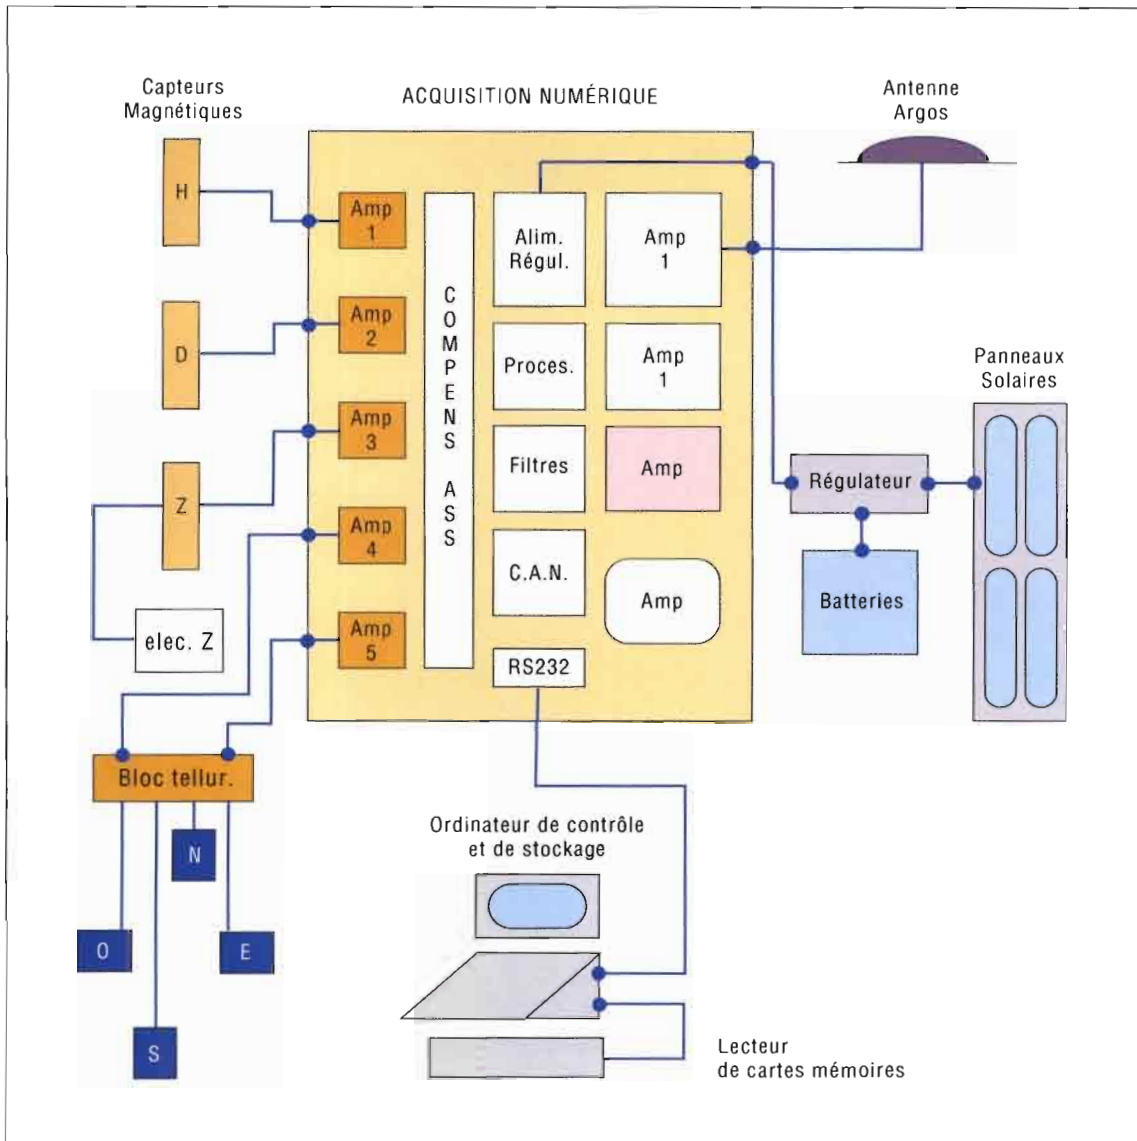 Capteurs
Magnétiques
ACQUISITION NUMÉRIQUE
Antenne
Argos
H
Amp
1
Alim.
Régul.
Amp
1
D
Amp
2
COMPENS ASS
Proces.
Amp
1
Panneaux
Solaires
Z
Amp
3
Filtres
Amp
Régulateur
Amp
4
C.A.N.
Amp
Batteries
elec. Z
Amp
5
RS232
Bloc tellur.
N
O
E
S
Ordinateur de contrôle
et de stockage
Lecteur
de cartes mémoires